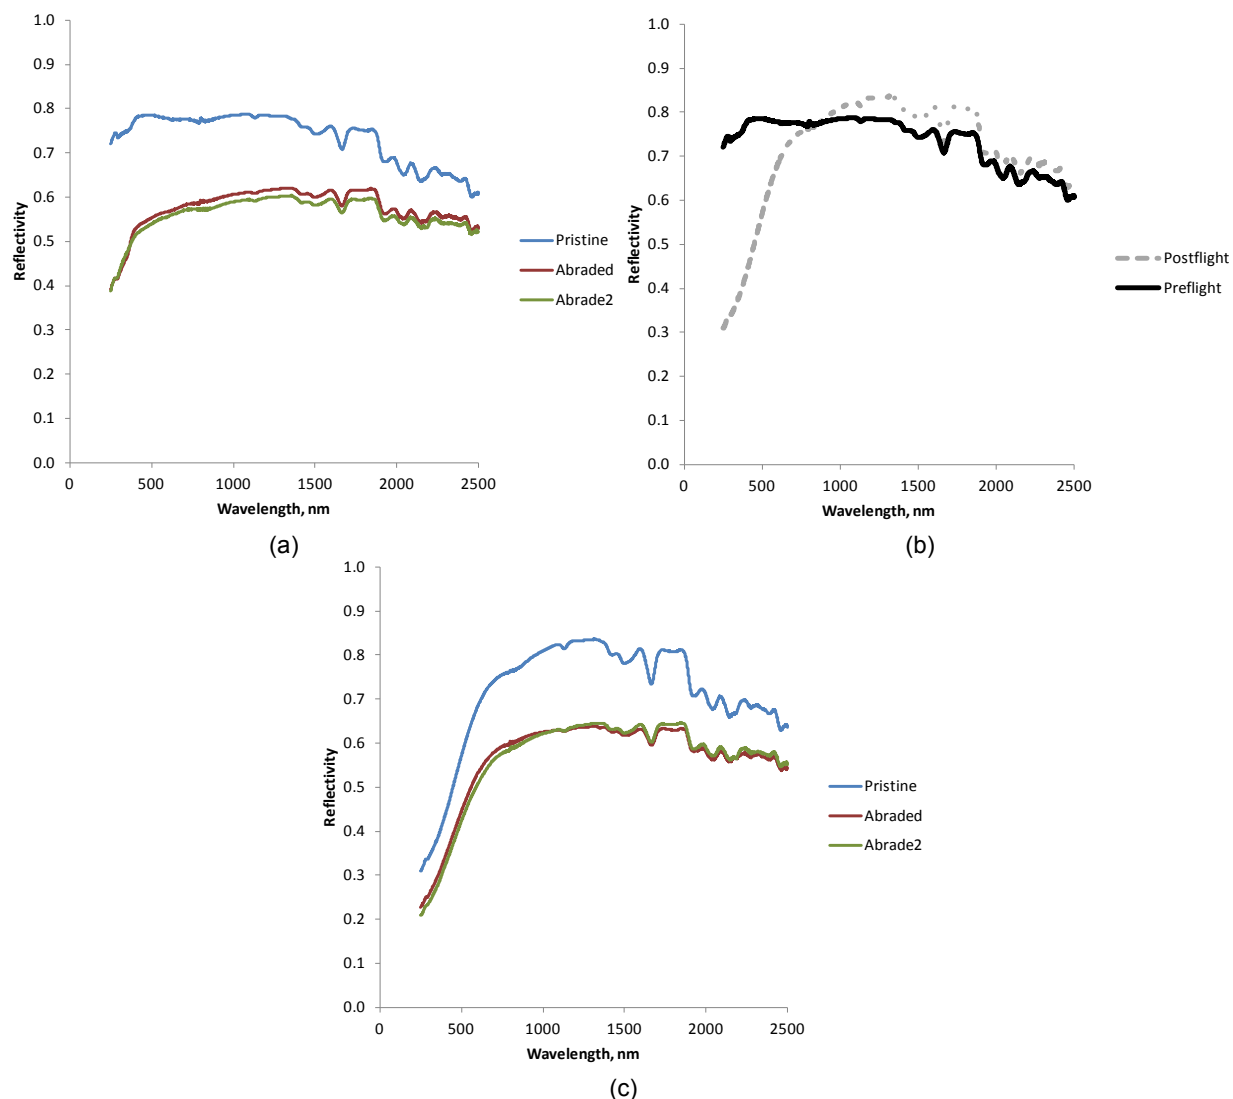 1.0
0.9
0.8
0.7
0.6
0.5
0.4
0.3
0.2
0.1
0.0
Reflectivity
0 500 1000 1500 2000 2500
Wavelength, nm
Pristine
Abraded
Abrade2
(a)
1.0
0.9
0.8
0.7
0.6
0.5
0.4
0.3
0.2
0.1
0.0
Reflectivity
0 500 1000 1500 2000 2500
Wavelength, nm
Postflight
Preflight
(b)
1.0
0.9
0.8
0.7
0.6
0.5
0.4
0.3
0.2
0.1
0.0
Reflectivity
0 500 1000 1500 2000 2500
Wavelength, nm
Pristine
Abraded
Abrade2
(c)